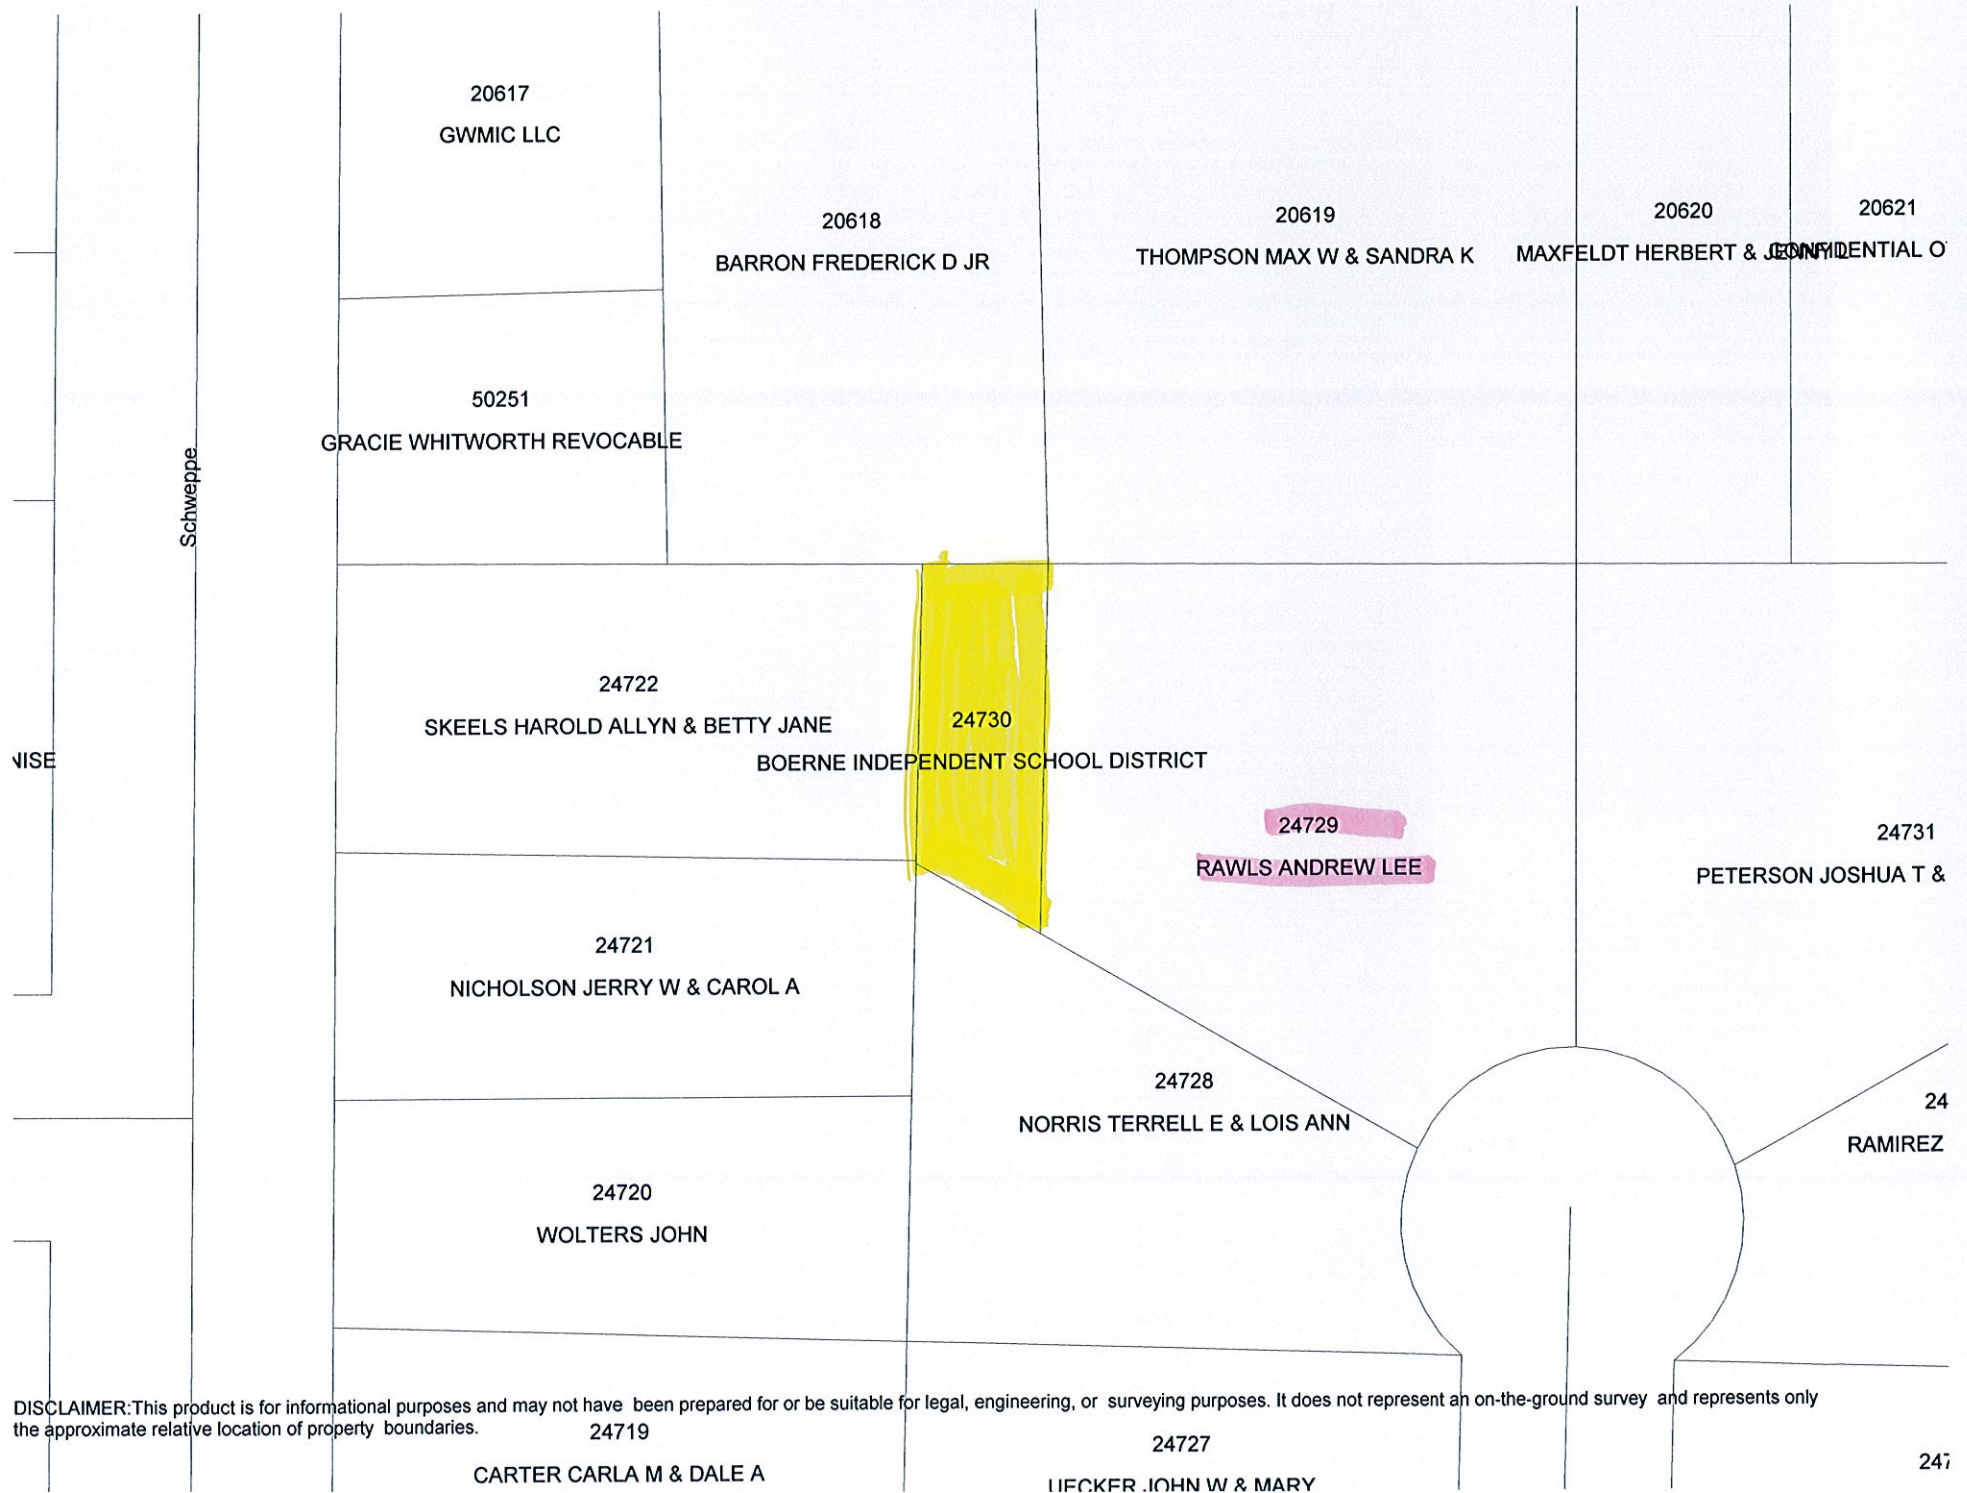 20617
GWMIC LLC
20618
BARRON FREDERICK D JR
20619
THOMPSON MAX W & SANDRA K
20620
MAXFELDT HERBERT & JENNY L
20621
CONFIDENTIAL O
50251
GRACIE WHITWORTH REVOCABLE
Schweppe
24722
SKEELS HAROLD ALLYN & BETTY JANE
24730
BOERNE INDEPENDENT SCHOOL DISTRICT
NISE
24729
RAWLS ANDREW LEE
24731
PETERSON JOSHUA T &
24721
NICHOLSON JERRY W & CAROL A
24728
NORRIS TERRELL E & LOIS ANN
24
RAMIREZ
24720
WOLTERS JOHN
DISCLAIMER:This product is for informational purposes and may not have been prepared for or be suitable for legal, engineering, or surveying purposes. It does not represent an on-the-ground survey and represents only
the approximate relative location of property boundaries.
24719
CARTER CARLA M & DALE A
24727
UECKER JOHN W & MARY
247